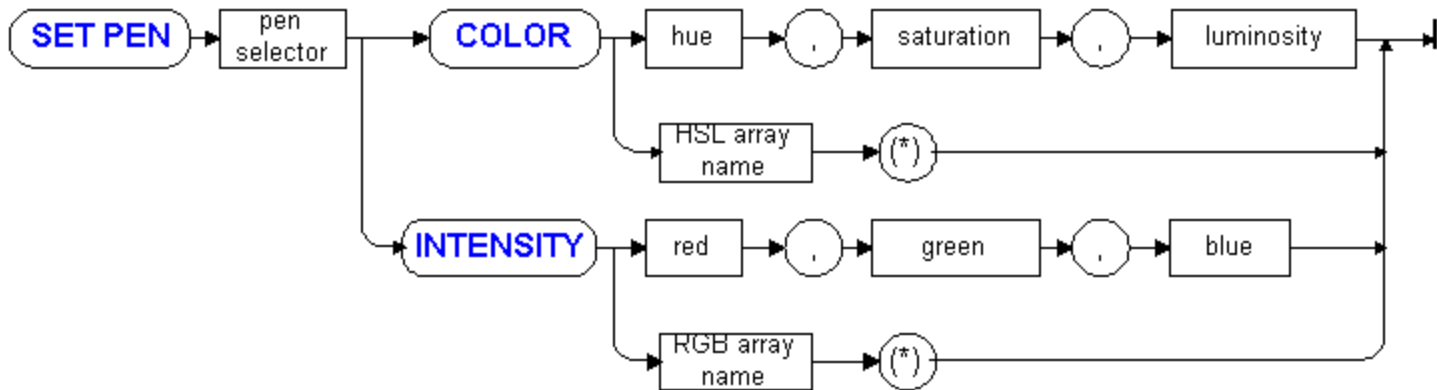 SET PEN
pen
selector
COLOR
hue
,
saturation
,
luminosity
HSL array
name
(*)
INTENSITY
red
,
green
,
blue
RGB array
name
(*)